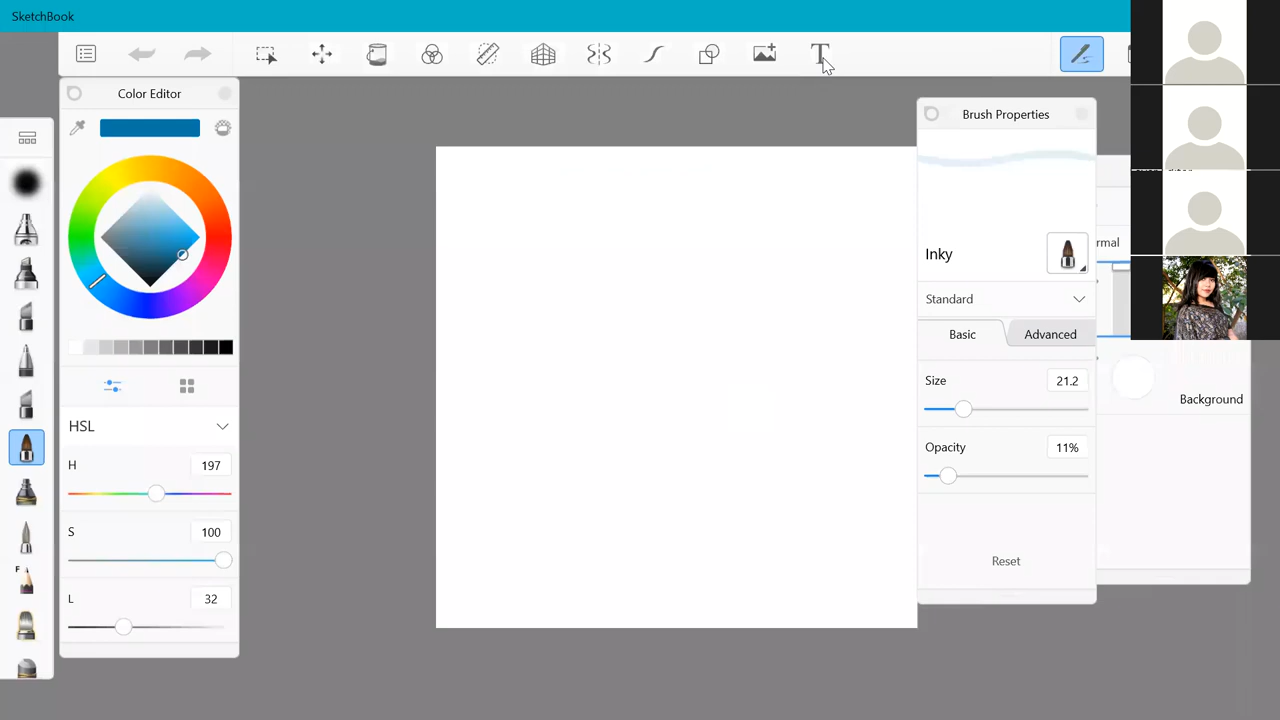 SketchBook
T
Color Editor
Brush Properties
rmal
Inky
Standard
Basic
Advanced
Size
21.2
Background
Opacity
11%
HSL
H
197
S
100
Reset
F
L
32